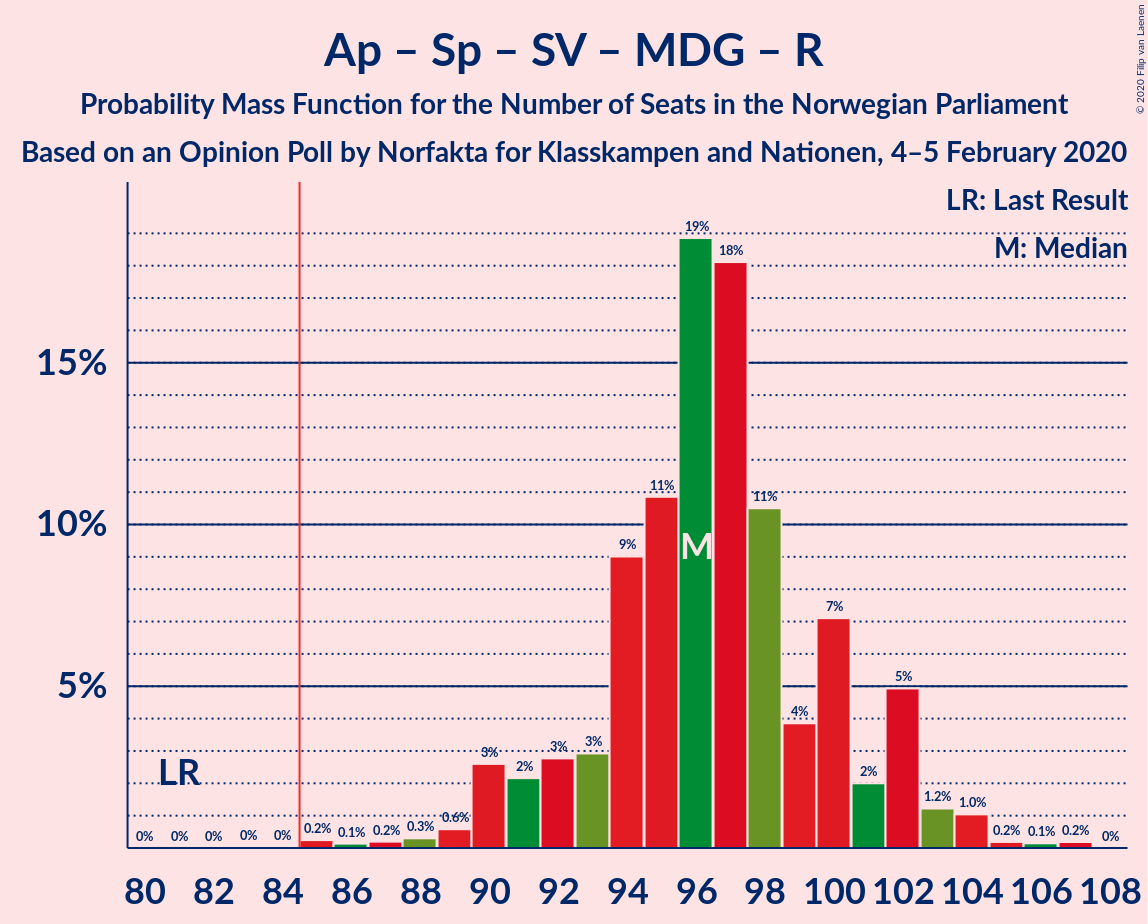 Ap – Sp – SV – MDG – R
Probability Mass Function for the Number of Seats in the Norwegian Parliament
Based on an Opinion Poll by Norfakta for Klasskampen and Nationen, 4–5 February 2020
© 2020 Filip van Laenen
LR: Last Result
M: Median
15%
10%
5%
LR
M
0% 0% 0% 0% 0% 0.2% 0.1% 0.2% 0.3% 0.6% 3% 2% 3% 3% 9% 11% 19% 18% 11% 4% 7% 2% 5% 1.2% 1.0% 0.2% 0.1% 0.2% 0%
80 82 84 86 88 90 92 94 96 98 100 102 104 106 108